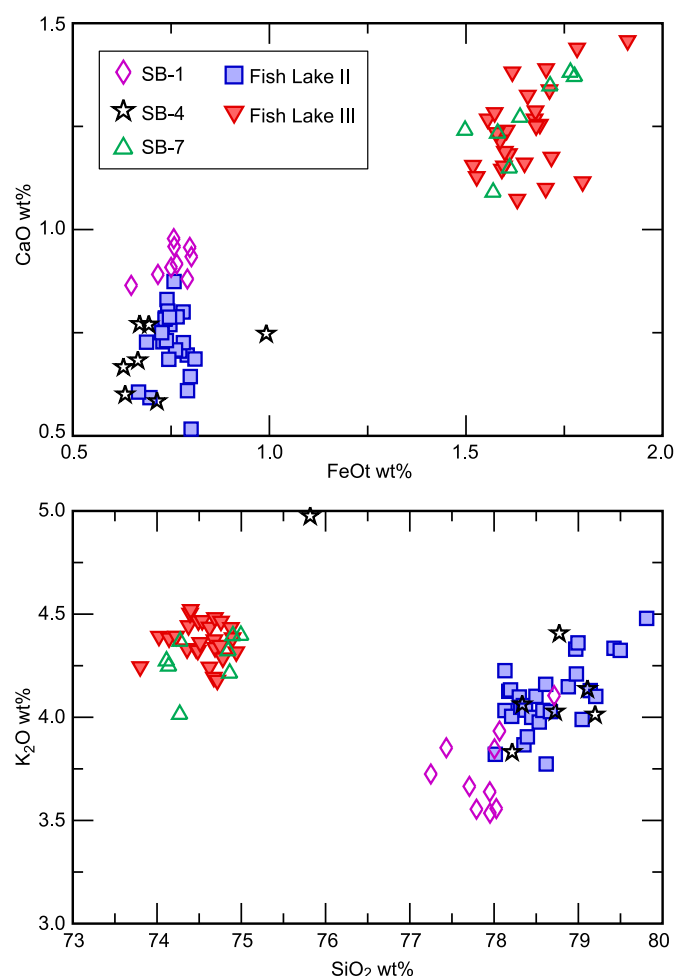 1.5
1.0
0.5
CaO wt%
SB-1
Fish Lake II
SB-4
Fish Lake III
SB-7
0.5
1.0
1.5
2.0
FeOt wt%
5.0
4.5
4.0
3.5
3.0
K₂O wt%
73
74
75
76
77
78
79
80
SiO₂ wt%